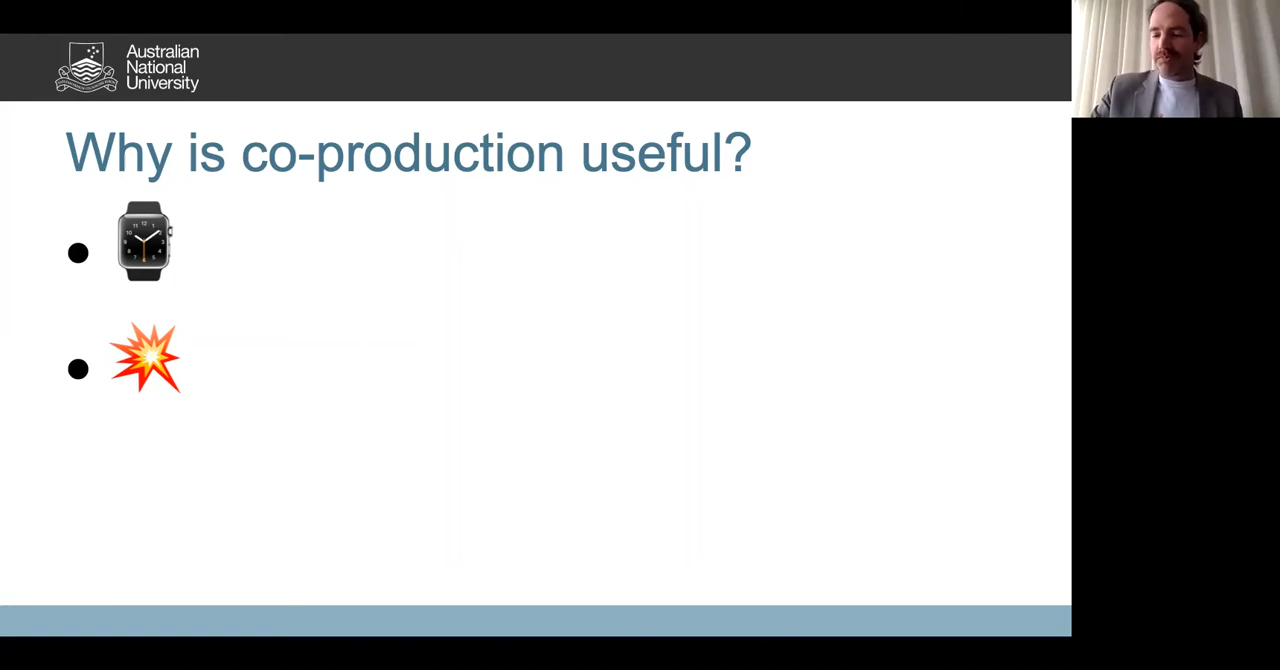 Australian
National
University
Why is co-production useful?